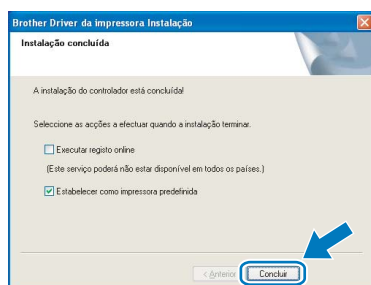 Brother Driver da impressora Instalação
Instalação concluída
A instalação do controlador está concluída!
Seleccione as acções a efectuar quando a instalação terminar.
Executar registo online
(Este serviço poderá não estar disponível em todos os países.)
Estabelecer como impressora predefinida
< Anterior
Concluir